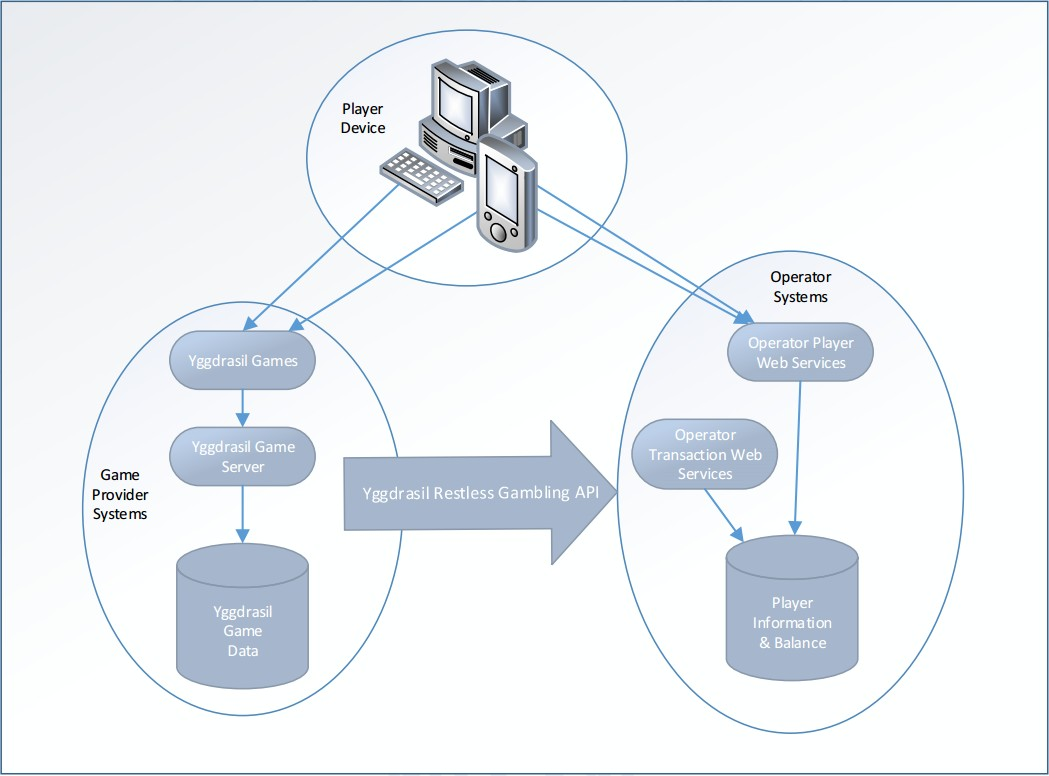 Player
Device
Operator
Systems
Yggdrasil Games
Operator Player
Web Services
Yggdrasil Game
Server
Operator
Transaction Web
Services
Game
Provider
Systems
Yggdrasil Restless Gambling API
Yggdrasil
Game
Data
Player
Information
& Balance